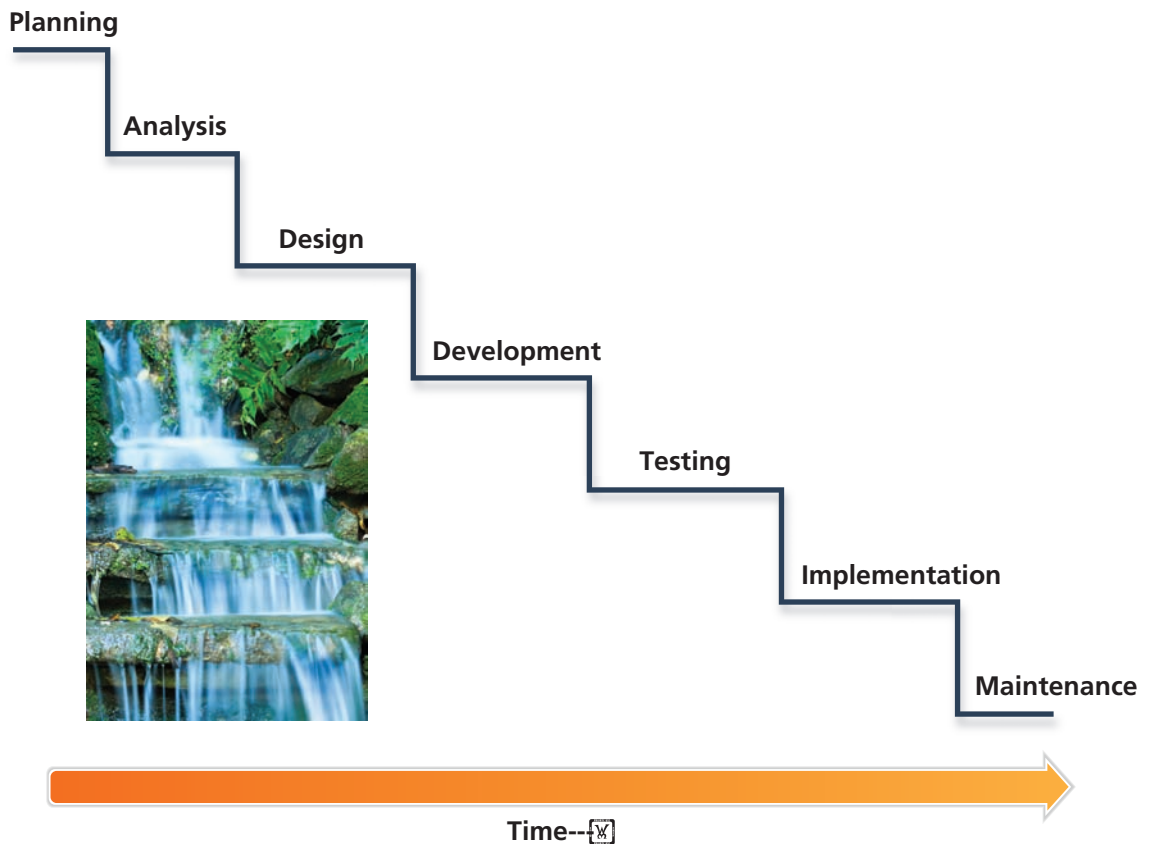 Planning
Analysis
Design
Development
Testing
Implementation
Maintenance
Time---